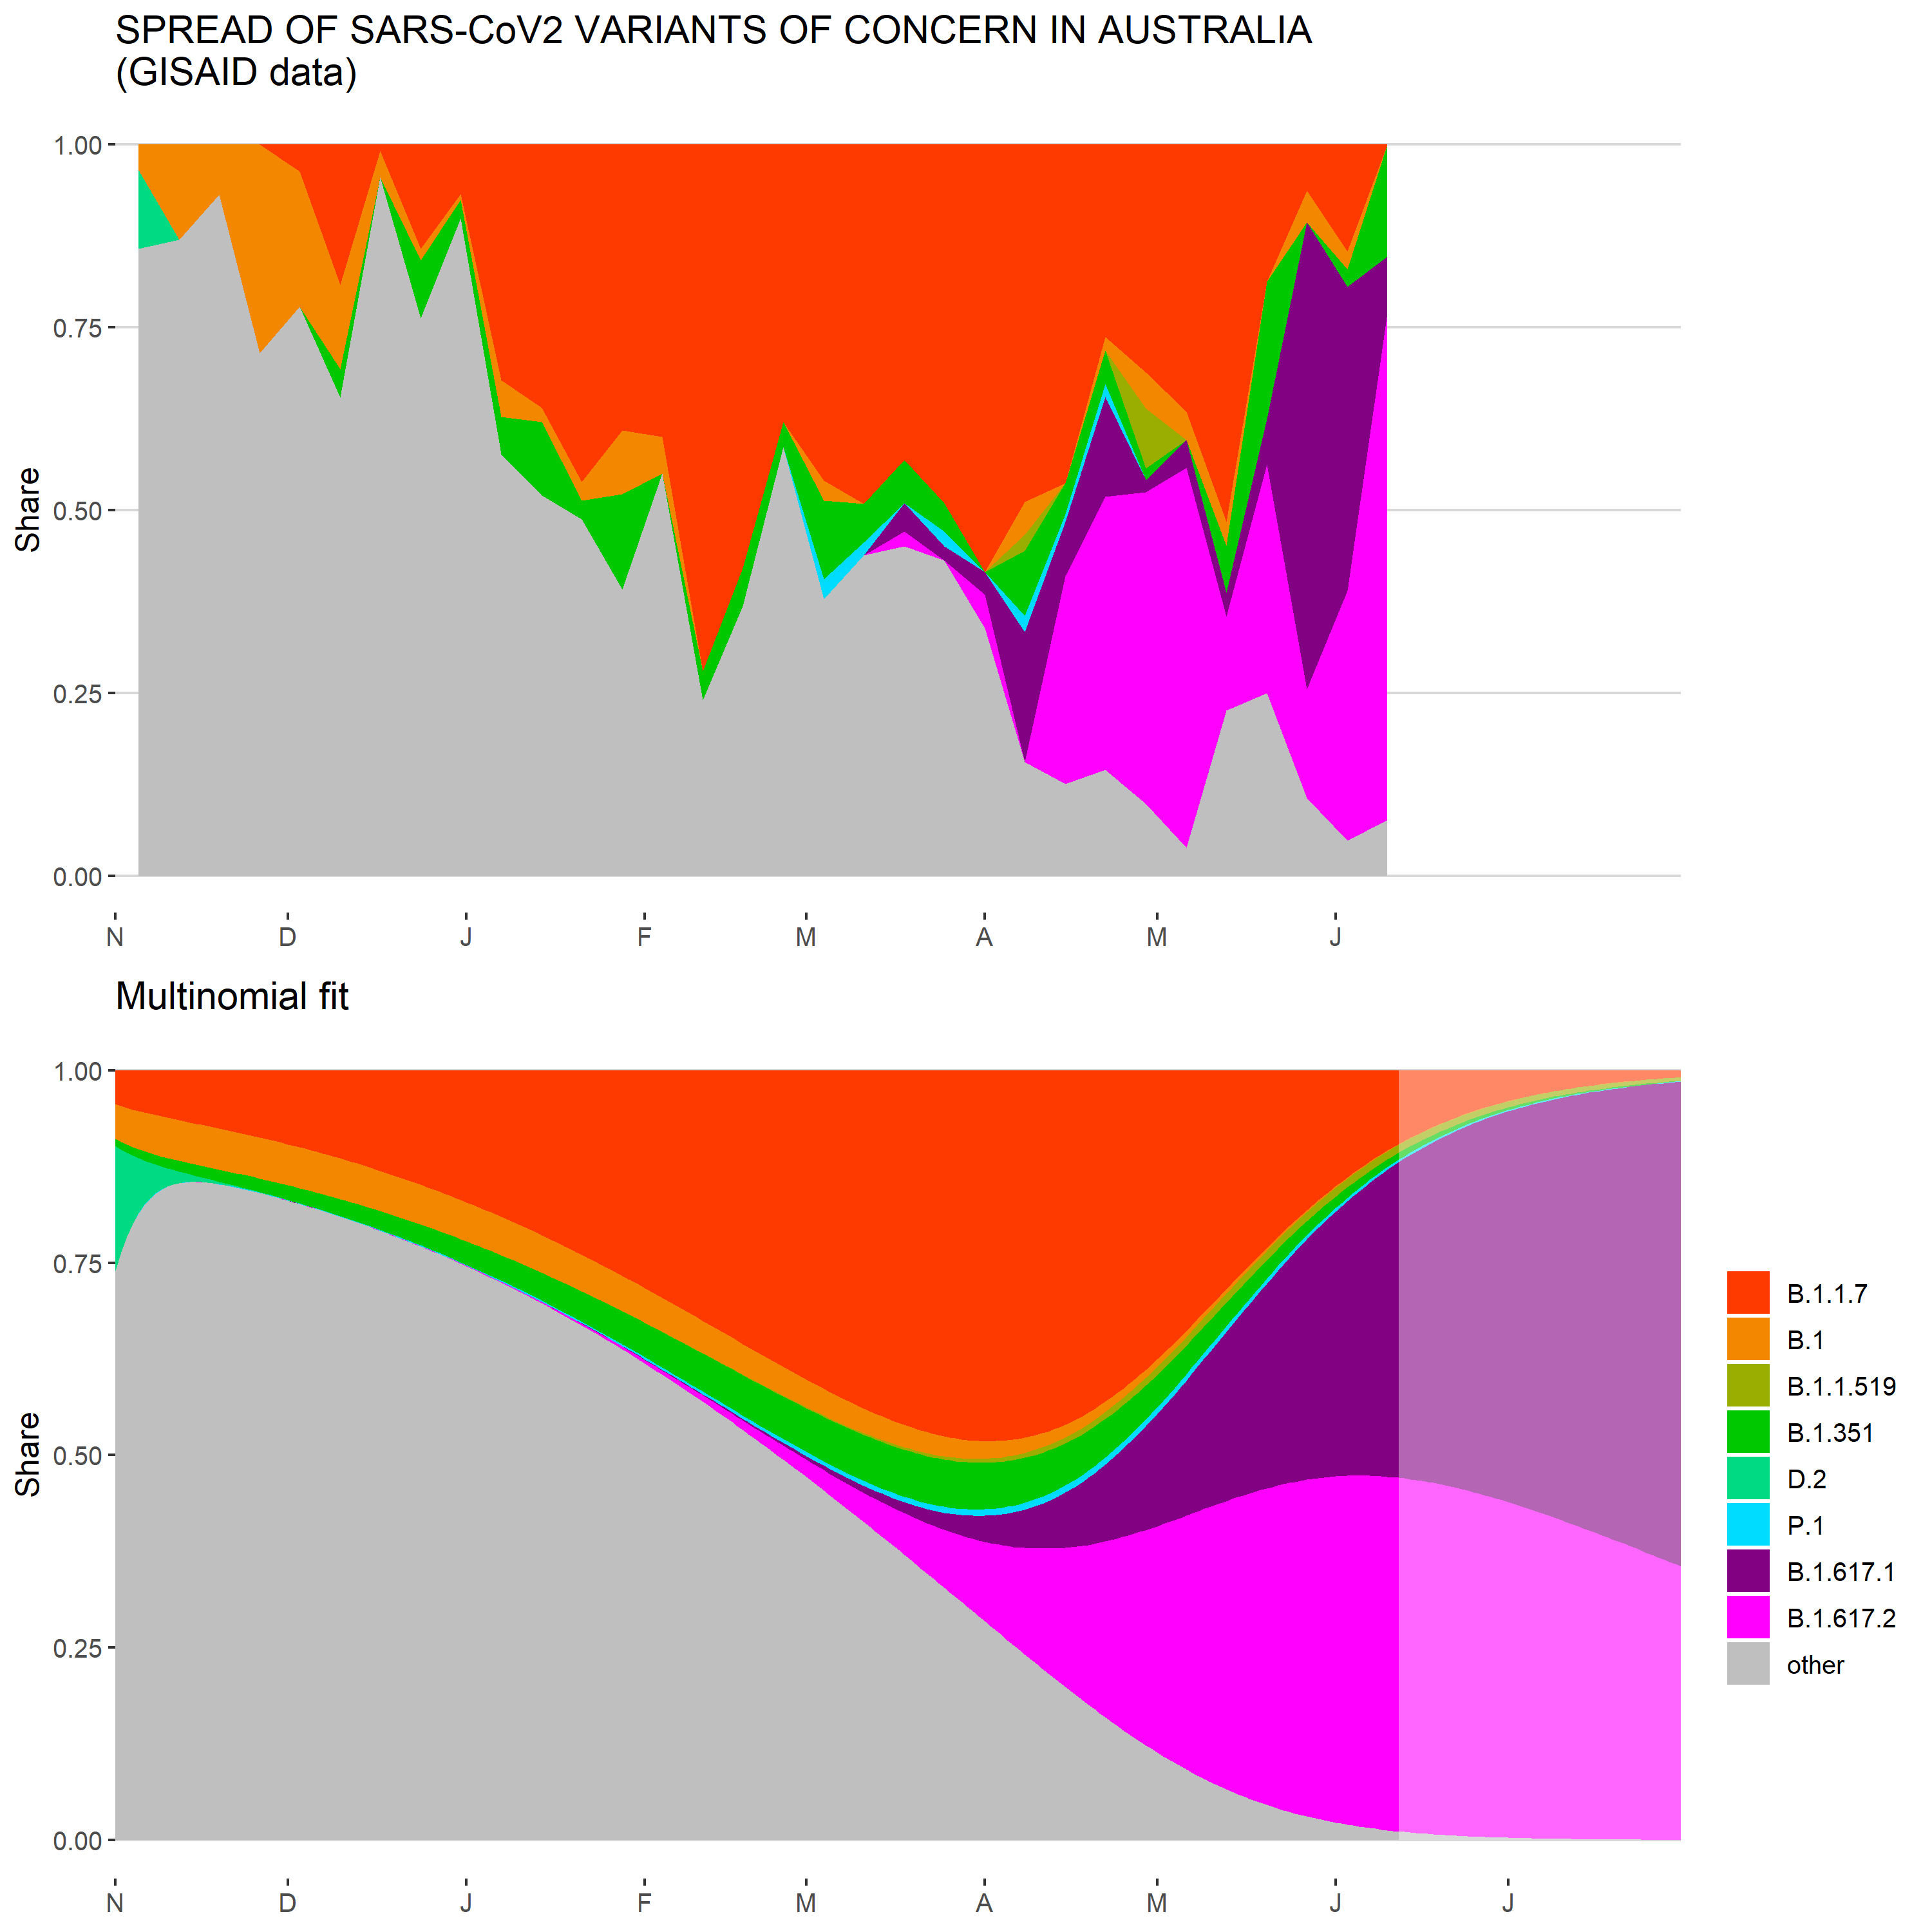 SPREAD OF SARS-CoV2 VARIANTS OF CONCERN IN AUSTRALIA
(GISAID data)
1.00
0.75
0.50
0.25
0.00
Share
N D J F M A M J
Multinomial fit
1.00
0.75
0.50
0.25
0.00
Share
N D J F M A M J J
B.1.1.7
B.1
B.1.1.519
B.1.351
D.2
P.1
B.1.617.1
B.1.617.2
other